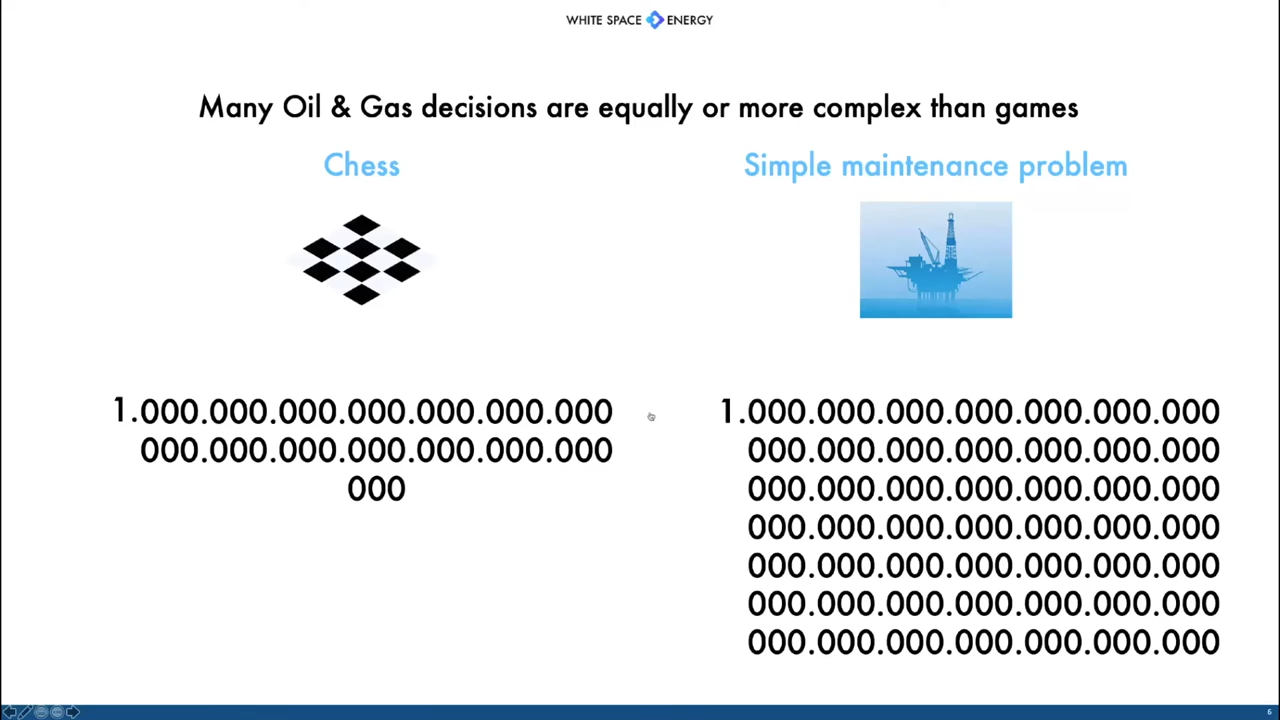 WHITE SPACE ENERGY
Many Oil & Gas decisions are equally or more complex than games
Chess
1.000.000.000.000.000.000.000
000.000.000.000.000.000.000
000
Simple maintenance problem
1.000.000.000.000.000.000.000
000.000.000.000.000.000.000
000.000.000.000.000.000.000
000.000.000.000.000.000.000
000.000.000.000.000.000.000
000.000.000.000.000.000.000
000.000.000.000.000.000.000
6